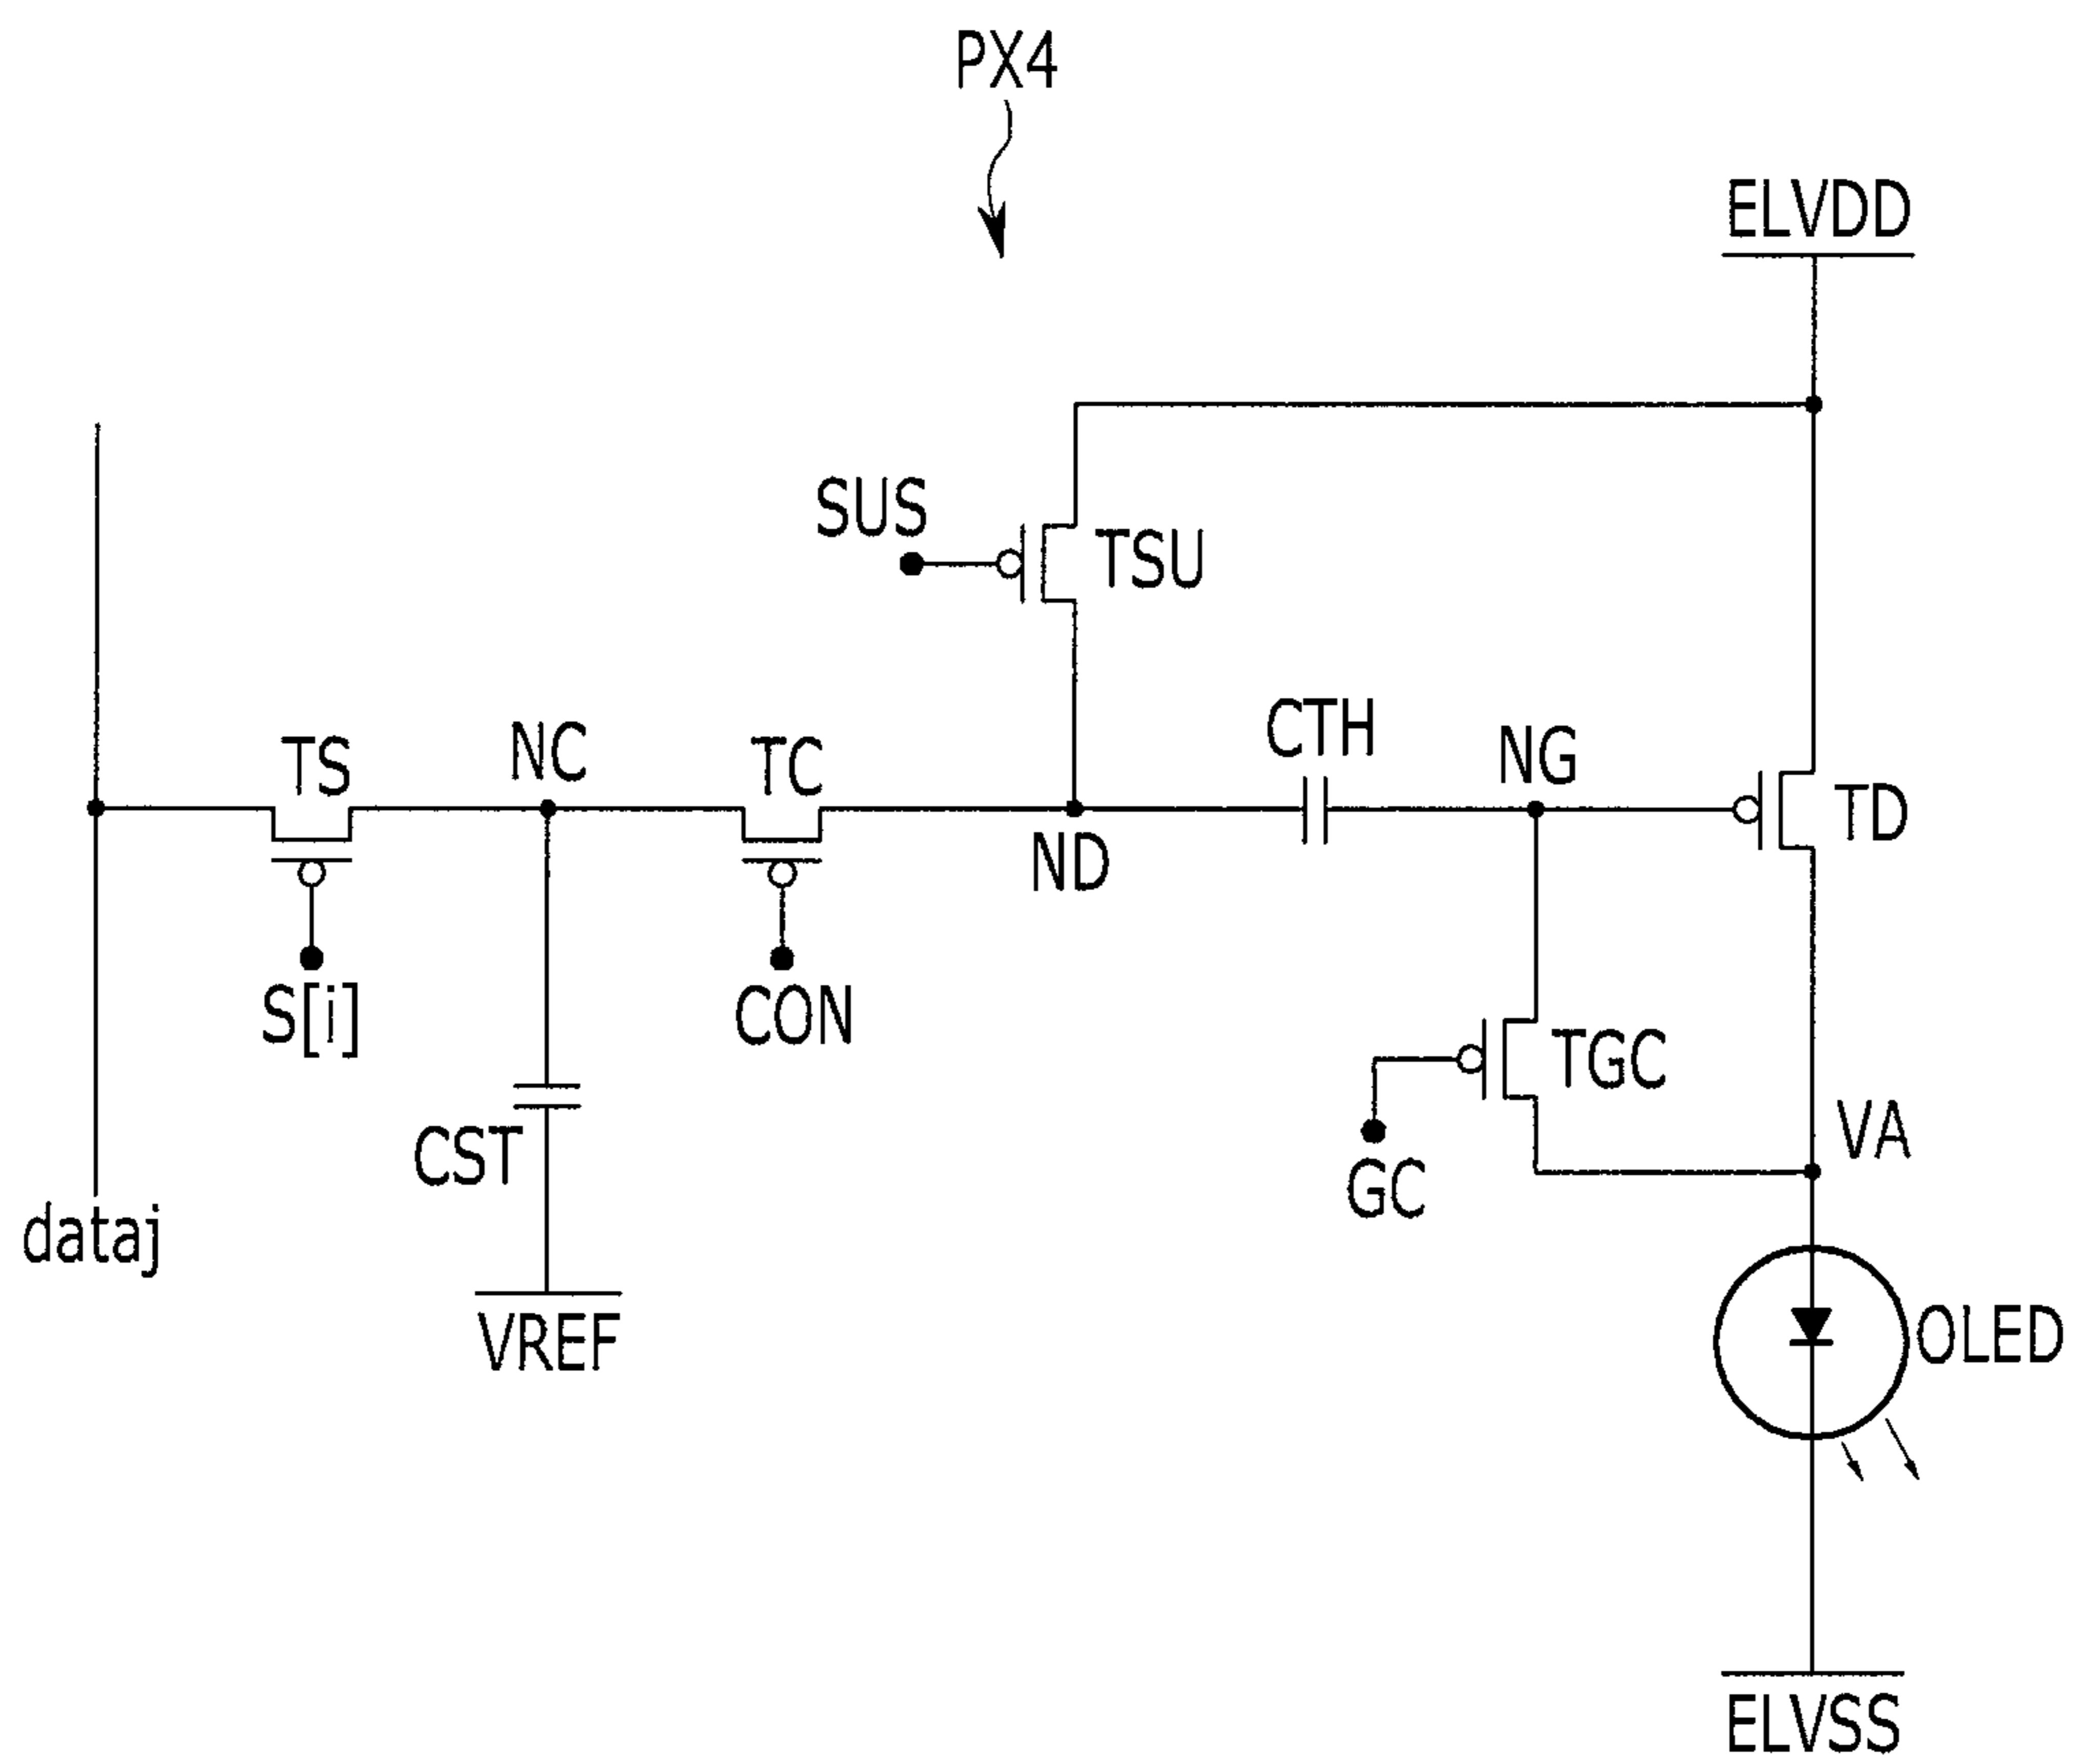 PX4
ELVDD
SUS
TSU
TS
NC
TC
CTH
NG
TD
ND
S[i]
CON
TGC
VA
CST
GC
dataj
VREF
OLED
ELVSS